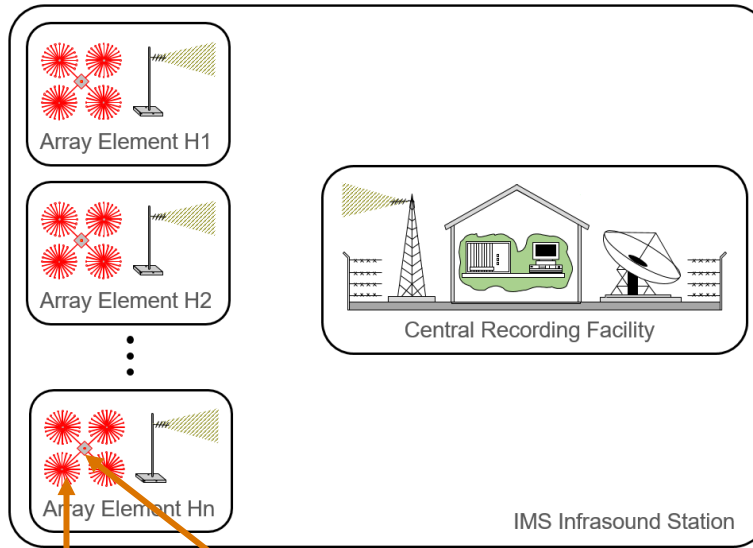 Array Element H1
Array Element H2
Central Recording Facility
Array Element Hn
IMS Infrasound Station